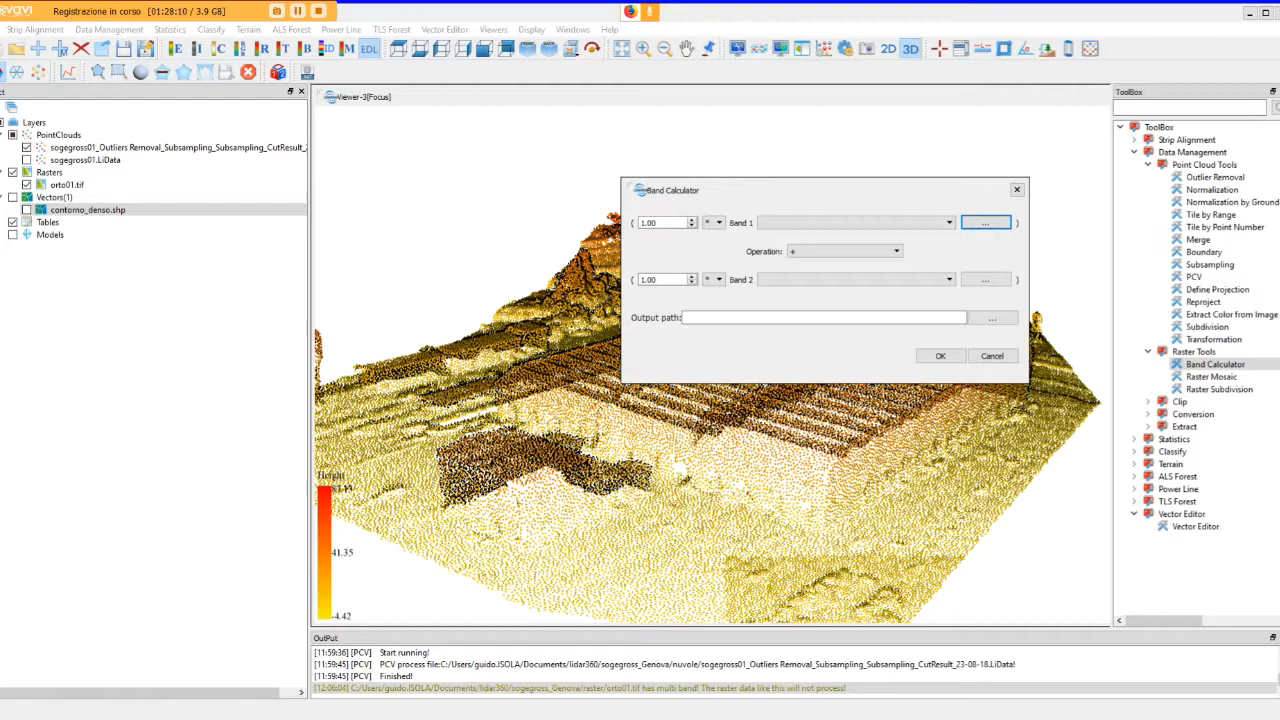 Registrazione in corso [01:28:10 / 3.9 GB]
Strip Alignment Data Management Statistics Classify Terrain ALS Forest Power Line TLS Forest Vector Editor Viewers Display Windows Help
E I C R T B ID M EDL 2D 3D
Layers
PointClouds
sogegross01_Outliers Removal_Subsampling_Subsampling_CutResult_2
sogegross01.LiData
Rasters
orto01.tif
Vectors(1)
contorno_denso.shp
Tables
Models
Viewer-3[Focus]
Band Calculator
( 1.00 * Band 1 ... )
Operation: +
( 1.00 * Band 2 ... )
Output path: ...
OK Cancel
41.35
-4.42
ToolBox
ToolBox
Strip Alignment
Data Management
Point Cloud Tools
Outlier Removal
Normalization
Normalization by Ground
Tile by Range
Tile by Point Number
Merge
Boundary
Subsampling
PCV
Define Projection
Reproject
Extract Color from Image
Subdivision
Transformation
Raster Tools
Band Calculator
Raster Mosaic
Raster Subdivision
Clip
Conversion
Extract
Statistics
Classify
Terrain
ALS Forest
Power Line
TLS Forest
Vector Editor
Vector Editor
OutPut
[11:59:36] [PCV] Start running!
[11:59:45] [PCV] PCV process file:C:/Users/guido.ISOLA/Documents/lidar360/sogegross_Genova/nuvole/sogegross01_Outliers Removal_Subsampling_Subsampling_CutResult_23-08-18.LiData!
[11:59:45] [PCV] Finished!
[12:06:04] C:/Users/guido.ISOLA/Documents/lidar360/sogegross_Genova/raster/orto01.tif has multi band! The raster data like this will not process!